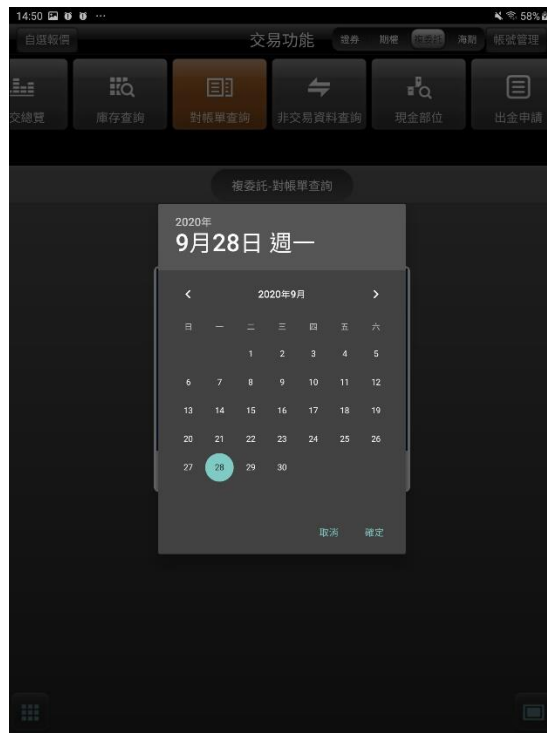 14:50 ... 58%
自選報價 交易功能 證券 期權 複委託 海期 帳號管理
交總覽 庫存查詢 對帳單查詢 非交易資料查詢 現金部位 出金申請
複委託-對帳單查詢
2020年
9月28日 週一
2020年9月
日 一 二 三 四 五 六
1 2 3 4 5
6 7 8 9 10 11 12
13 14 15 16 17 18 19
20 21 22 23 24 25 26
27 28 29 30
取消 確定